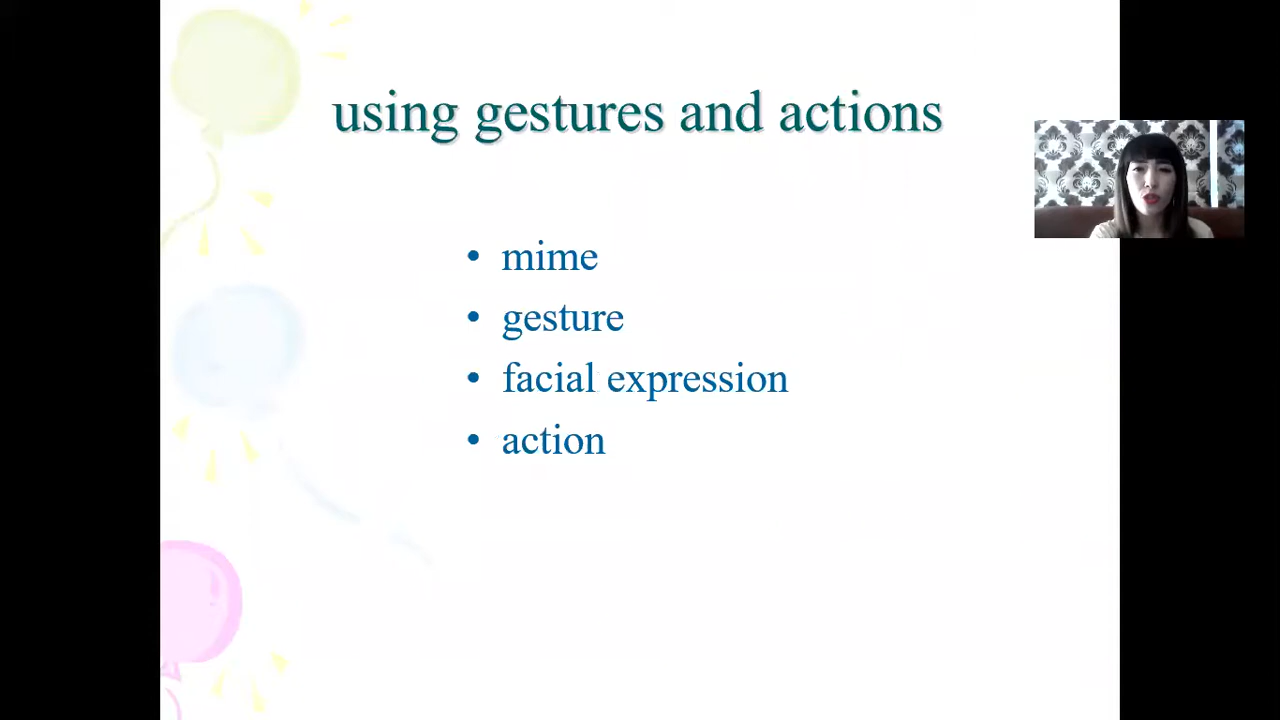 using gestures and actions
• mime
• gesture
• facial expression
• action